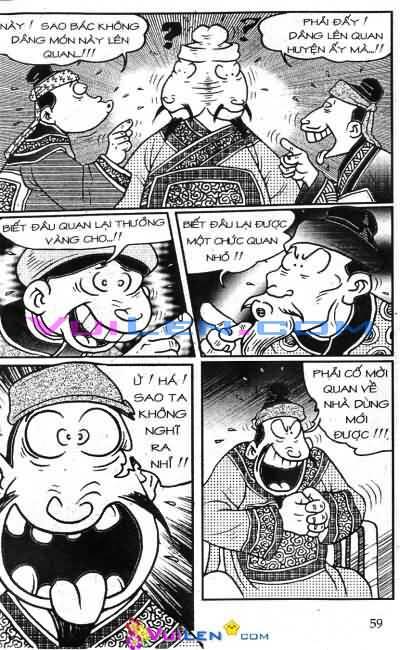 NÀY! SAO BÁC KHÔNG
DÂNG MÓN NÀY LÊN
QUAN...!!!
PHẢI ĐẤY!
DÂNG LÊN QUAN
HUYỆN ẤY MÀ...!!
?
?
BIẾT ĐÂU QUAN LẠI THƯỞNG
VÀNG CHO...!!
BIẾT ĐÂU LẠI ĐƯỢC
MỘT CHỨC QUAN
NHỎ!!
VUILEN.COM
Ừ! HÁ!
SAO TA
KHÔNG
NGHĨ
RA
NHỈ!!
PHẢI CỐ MỜI
QUAN VỀ
NHÀ DÙNG
MỚI
ĐƯỢC!!!
59
VUILEN.COM